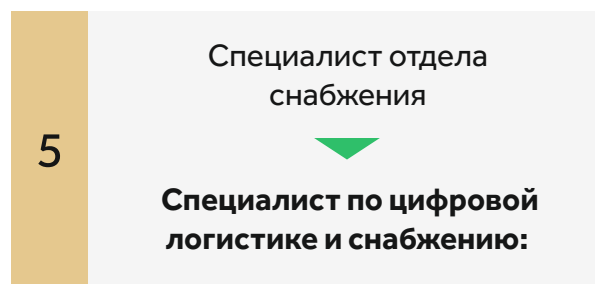 5
Специалист отдела
снабжения
Специалист по цифровой
логистике и снабжению: